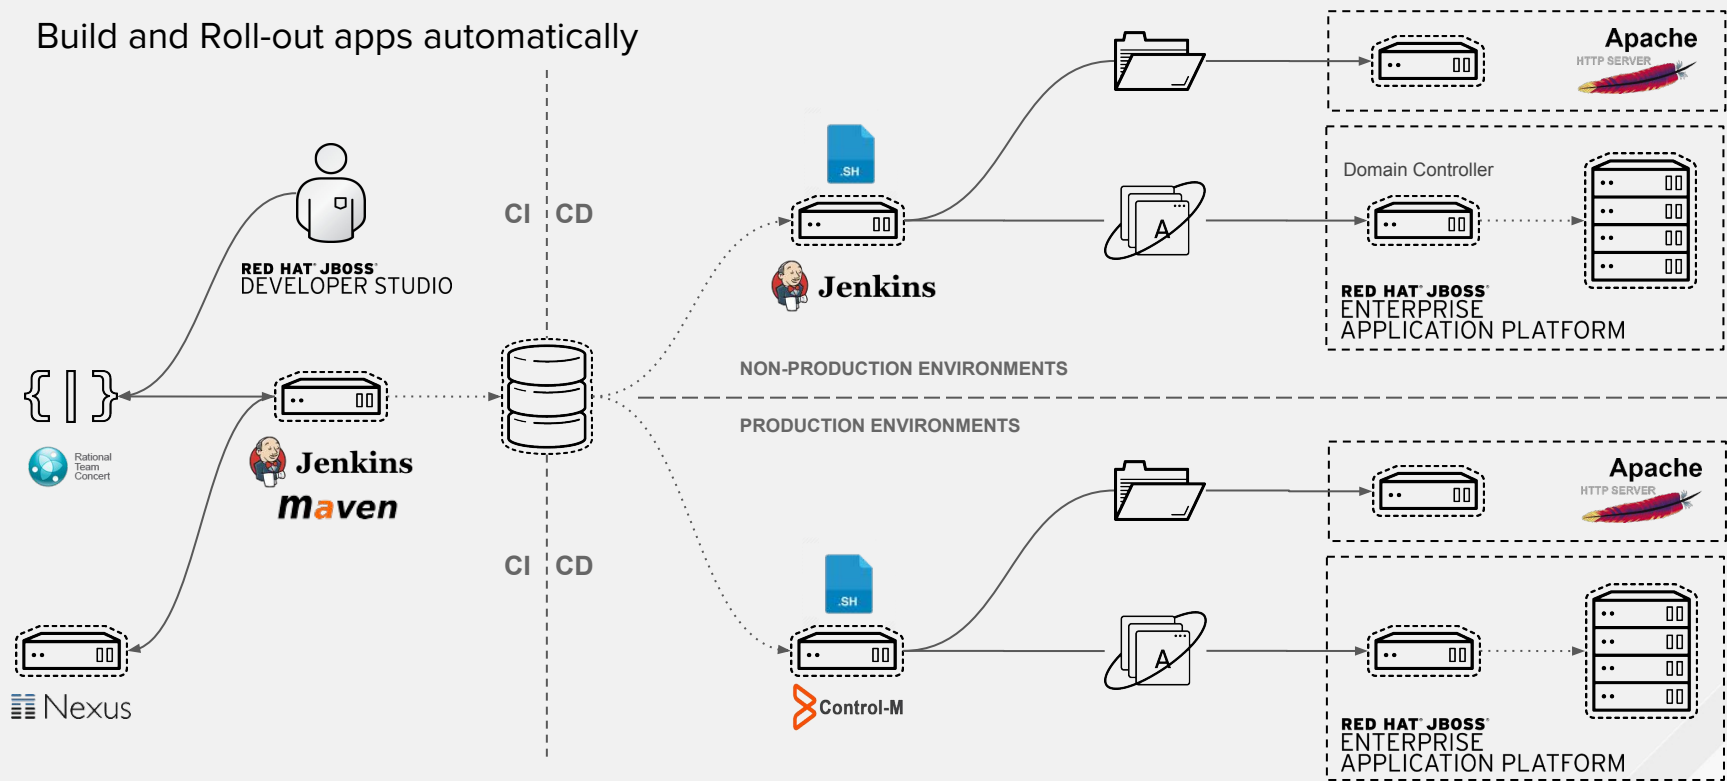 Build and Roll-out apps automatically
Apache
HTTP SERVER
.SH
Domain Controller
CI CD
A
RED HAT® JBOSS®
DEVELOPER STUDIO
Jenkins
RED HAT® JBOSS®
ENTERPRISE
APPLICATION PLATFORM
NON-PRODUCTION ENVIRONMENTS
{|}
PRODUCTION ENVIRONMENTS
Rational
Team
Concert
Jenkins
maven
Apache
HTTP SERVER
CI CD
.SH
A
Nexus
Control-M
RED HAT® JBOSS®
ENTERPRISE
APPLICATION PLATFORM